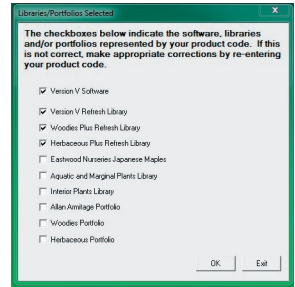 Libraries/Portfolios Selected
X
The checkboxes below indicate the software, libraries
and/or portfolios represented by your product code. If this
is not correct, make appropriate corrections by re-entering
your product code.
Version V Software
Version V Refresh Library
Woodies Plus Refresh Library
Herbaceous Plus Refresh Library
Eastwood Nurseries Japanese Maples
Aquatic and Marginal Plants Library
Interior Plants Library
Allan Armitage Portfolio
Woodies Portfolio
Herbaceous Portfolio
OK Exit